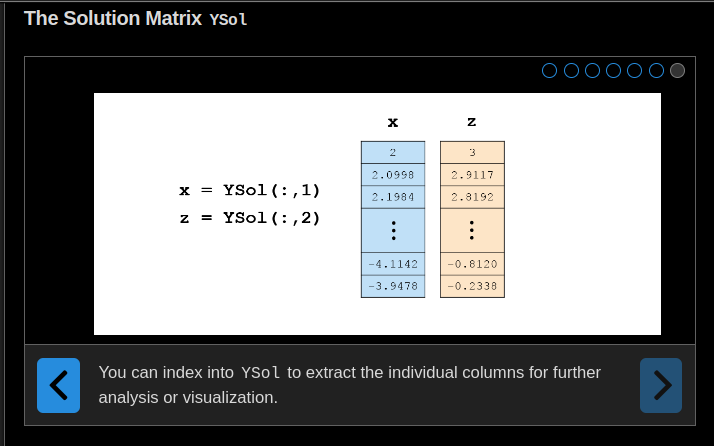 The Solution Matrix YSol
x z
2 3
2.0998 2.9117
x = YSol(:,1)
2.1984 2.8192
z = YSol(:,2)
⋮ ⋮
-4.1142 -0.8120
-3.9478 -0.2338
You can index into YSol to extract the individual columns for further
analysis or visualization.